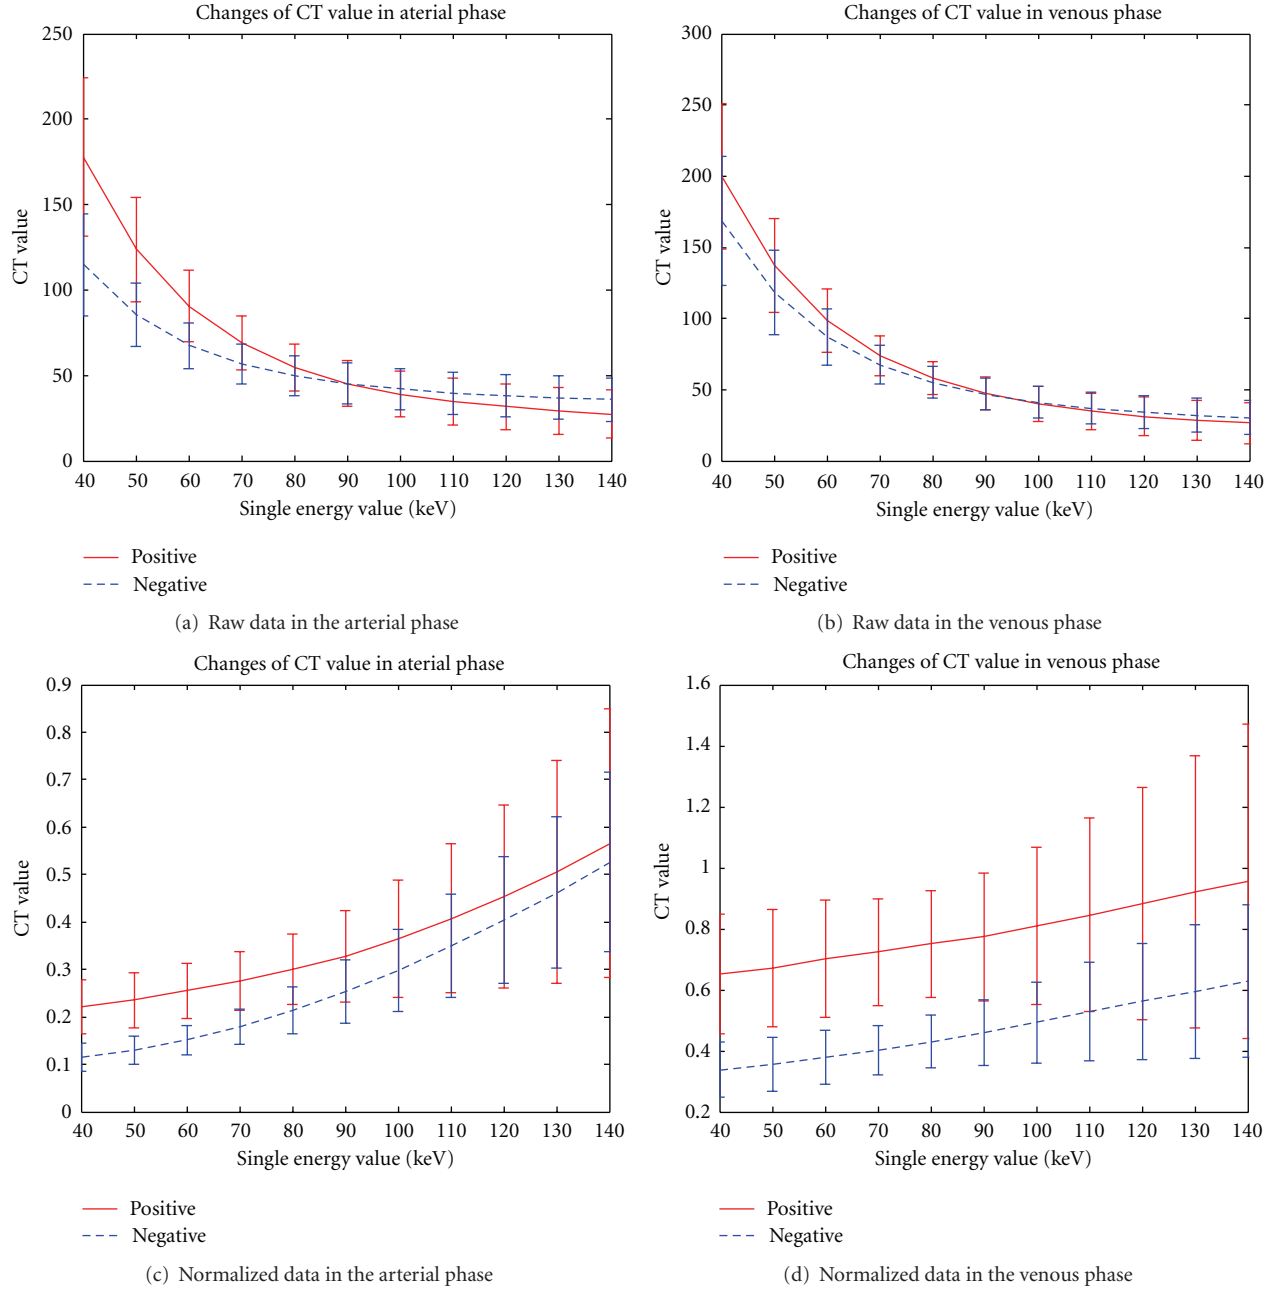 Changes of CT value in aterial phase
250
200
150
100
50
0
CT value
40 50 60 70 80 90 100 110 120 130 140
Single energy value (keV)
Positive
Negative
(a) Raw data in the arterial phase
Changes of CT value in venous phase
300
250
200
150
100
50
0
CT value
40 50 60 70 80 90 100 110 120 130 140
Single energy value (keV)
Positive
Negative
(b) Raw data in the venous phase
Changes of CT value in aterial phase
0.9
0.8
0.7
0.6
0.5
0.4
0.3
0.2
0.1
0
CT value
40 50 60 70 80 90 100 110 120 130 140
Single energy value (keV)
Positive
Negative
(c) Normalized data in the arterial phase
Changes of CT value in venous phase
1.6
1.4
1.2
1
0.8
0.6
0.4
0.2
CT value
40 50 60 70 80 90 100 110 120 130 140
Single energy value (keV)
Positive
Negative
(d) Normalized data in the venous phase